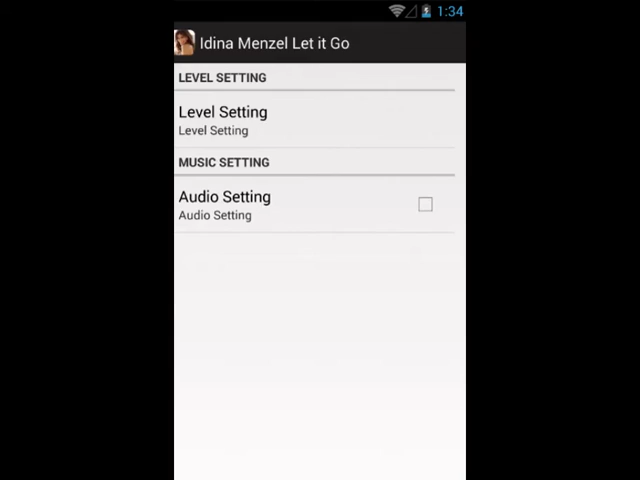 1:34
Idina Menzel Let it Go
LEVEL SETTING
Level Setting
Level Setting
MUSIC SETTING
Audio Setting
Audio Setting